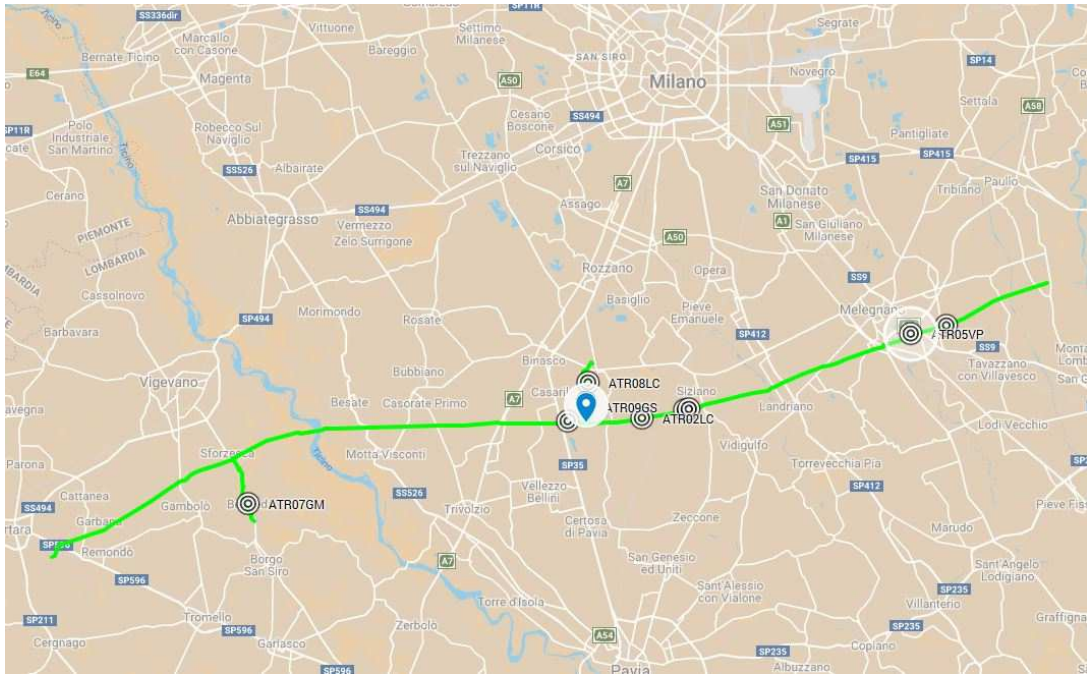 SS336dir
SP11R
Vittuone
Settimo
Milanese
Marcallo
con Casone
Bareggio
Bernate Ticino
SAN SIRO
Segrate
E64
Magenta
A50
Milano
Novegro
SP14
Ticino
Cesano
Boscone
SS494
Settala
A58
SP11R
Polo
Industriale
San Martino
Robecco Sul
Naviglio
Corsico
A51
Pantigliate
Trezzano
sul Naviglio
SP415
SP415
SS526
Albairate
A7
San Donato
Milanese
Tribiano
Paullo
Cerano
Abbiategrasso
SS494
Assago
A1
San Giuliano
Milanese
PIEMONTE
LOMBARDIA
Vermezzo
Zelo Surrigone
A50
Rozzano
Opera
SS9
Cassolnovo
Basiglio
Morimondo
Pieve
Emanuele
Melegnano
SP494
Rosate
Barbavara
SP412
ATR05VP
SS9
Binasco
Tavazzano
con Villavesco
Vigevano
Bubbiano
ATR08LC
Casorate Primo
Besate
A7
ATR09GS
Siziano
Landriano
ATR02LC
Lodi Vecchio
Sforzesca
Motta Visconti
Ticino
SP35
Vidigulfo
Parona
Torrevecchia Pia
Cattanea
SS526
Vellezzo
Bellini
SP412
SS494
Gambolo
ATR07GM
Trivolzio
Zeccone
Garbana
Certosa
di Pavia
Marudo
Remondo
Borgo
San Siro
A7
San Genesio
ed Uniti
Sant'Angelo
Lodigiano
SP596
Sant'Alessio
con Vialone
SP235
SP211
Tromello
Torre d'Isola
Villanterio
SP596
Zerbolò
SP235
Cergnago
Garlasco
A54
Copiano
SP596
Pavia
SP235
Albuzzano